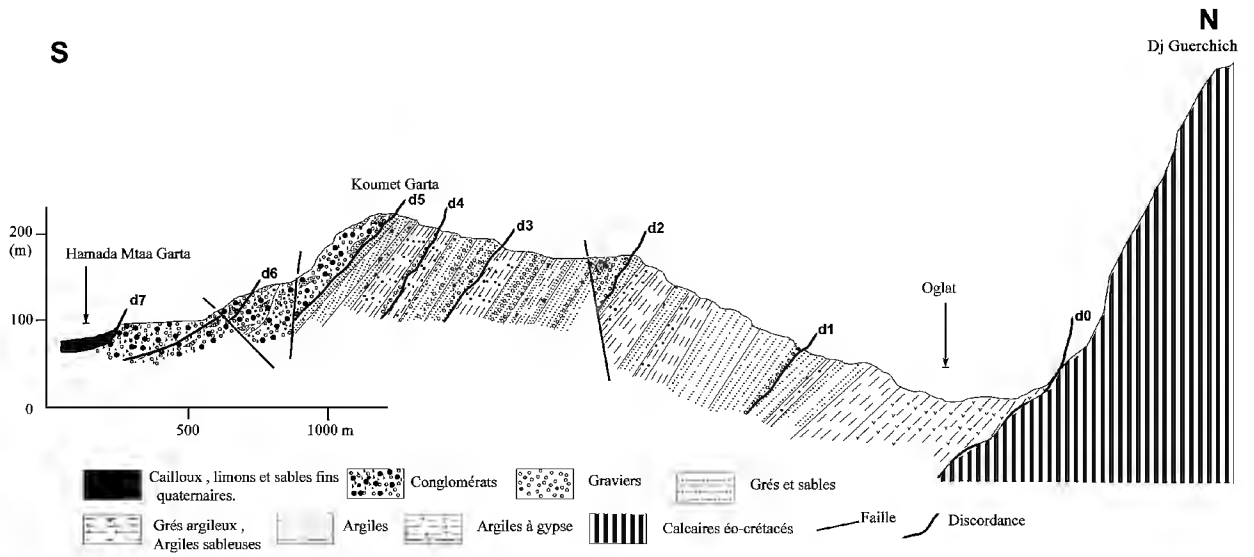 S
N
Dj Guerchich
Koumet Garta
d5
d4
d3
d2
200
(m)
Hamada Mtaa Garta
d6
d7
Oglat
d0
100
d1
0
500
1000 m
Cailloux , limons et sables fins
quaternaires.
Conglomérats
Graviers
Grés et sables
Grés argileux ,
Argiles sableuses
Argiles
Argiles à gypse
Calcaires éo-crétacés
Faille
Discordance